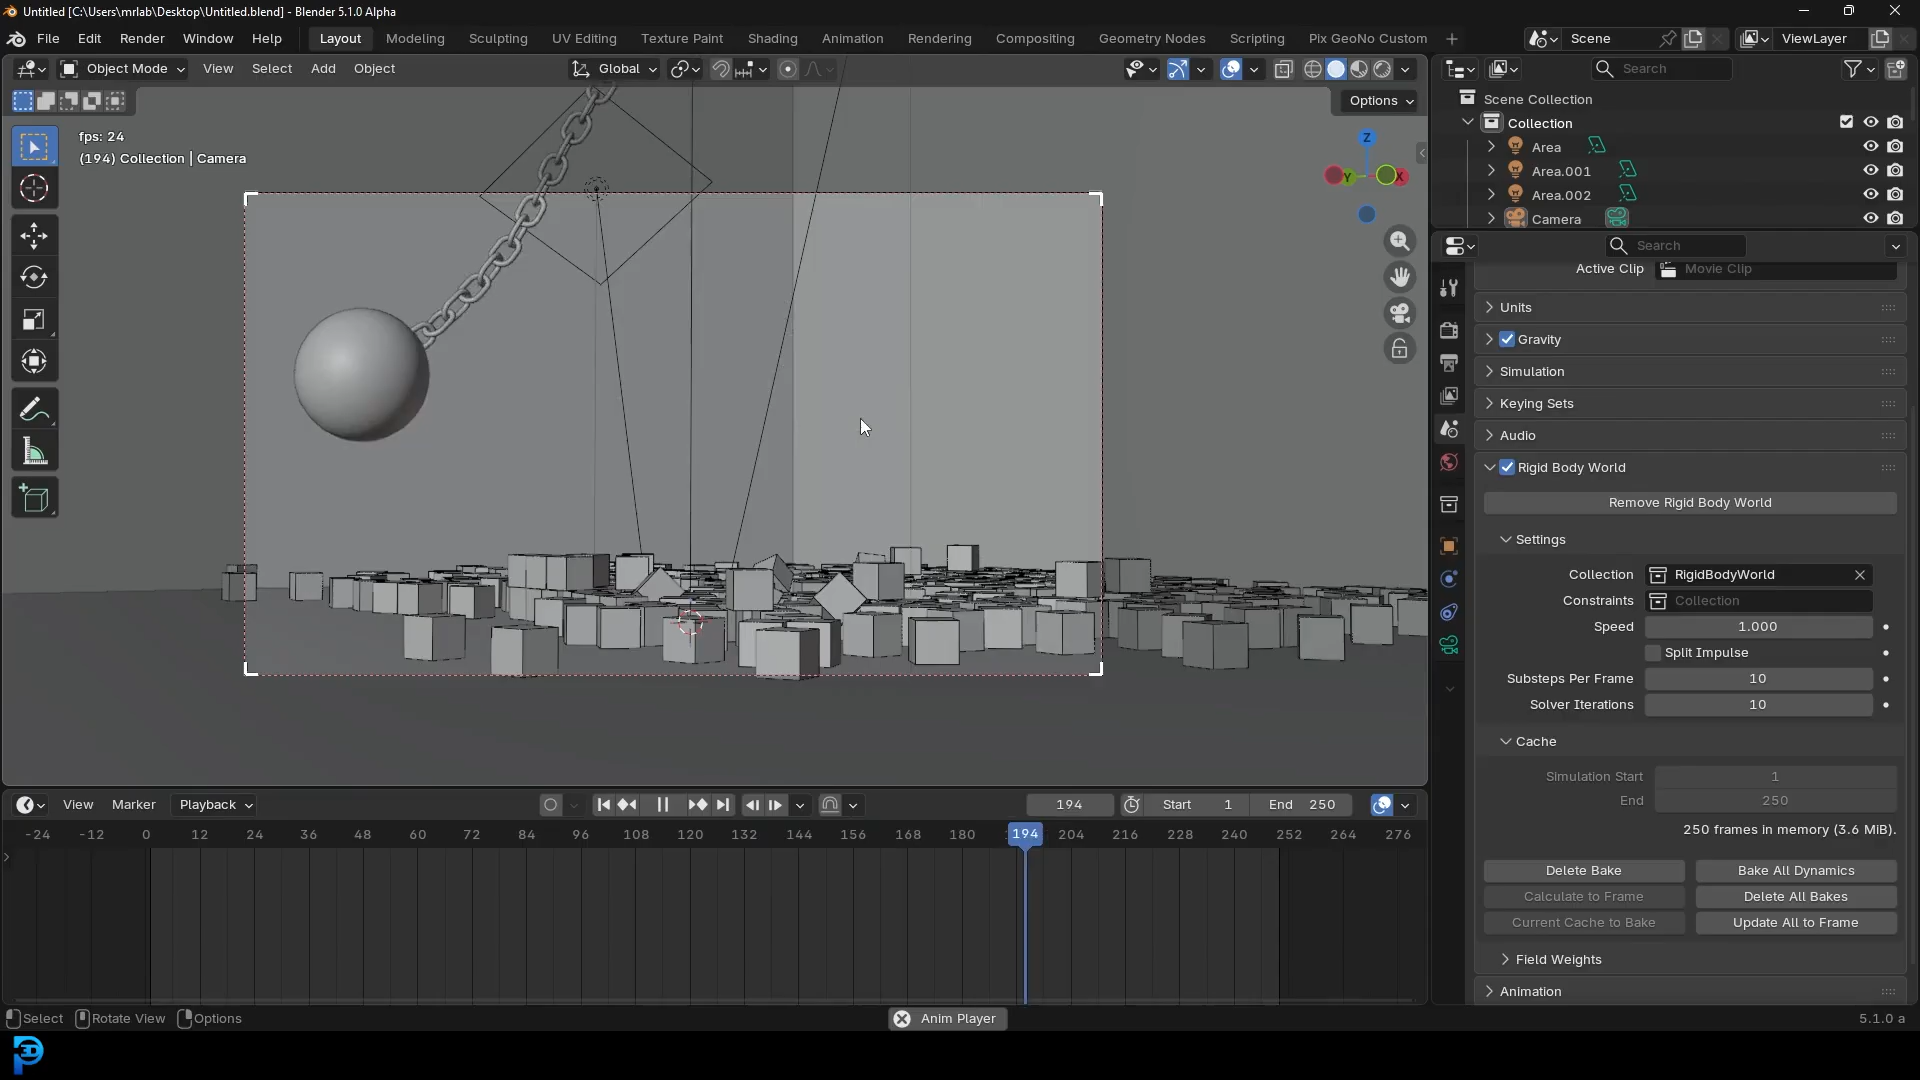 Untitled [C:\Users\mrlab\Desktop\Untitled.blend] - Blender 5.1.0 Alpha
File Edit Render Window Help Layout Modeling Sculpting UV Editing Texture Paint Shading Animation Rendering Compositing Geometry Nodes Scripting Pix GeoNo Custom + Scene ViewLayer
Object Mode View Select Add Object Global Search
Options
Scene Collection
Collection
Area
Area.001
Area.002
Camera
fps: 24
(194) Collection | Camera
Z
Y
X
Search
Active Clip Movie Clip
Units
Gravity
Simulation
Keying Sets
Audio
Rigid Body World
Remove Rigid Body World
Settings
Collection RigidBodyWorld
Constraints Collection
Speed 1.000
Split Impulse
Substeps Per Frame 10
Solver Iterations 10
Cache
Simulation Start 1
End 250
250 frames in memory (3.6 MiB).
Delete Bake Bake All Dynamics
Calculate to Frame Delete All Bakes
Current Cache to Bake Update All to Frame
Field Weights
Animation
View Marker Playback 194 Start 1 End 250
-24 -12 0 12 24 36 48 60 72 84 96 108 120 132 144 156 168 180 194 204 216 228 240 252 264 276
Select Rotate View Options Anim Player 5.1.0 a